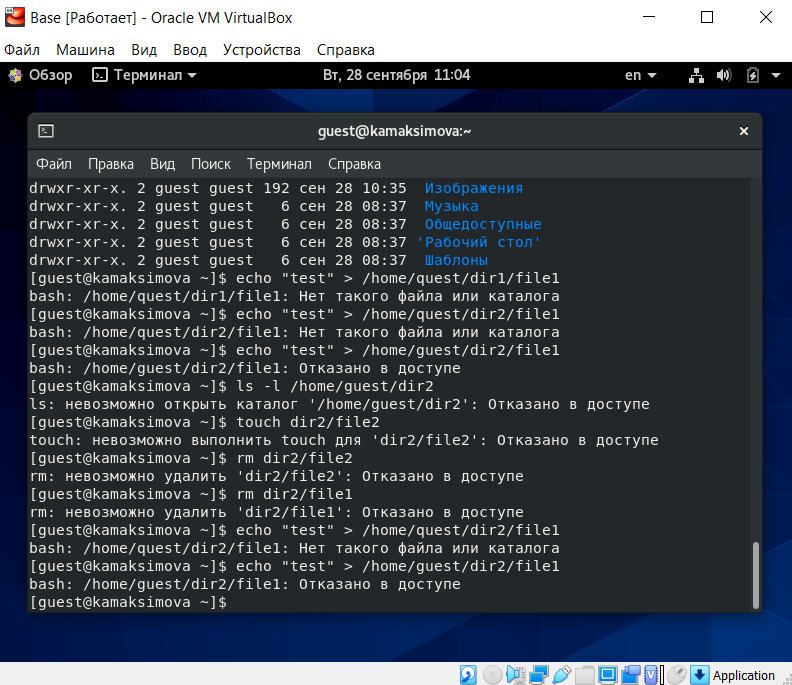 Base [Работает] - Oracle VM VirtualBox
Файл Машина Вид Ввод Устройства Справка
Обзор Терминал Вт, 28 сентября 11:04 en
guest@kamaksimova:~
Файл Правка Вид Поиск Терминал Справка
drwxr-xr-x. 2 guest guest 192 сен 28 10:35  Изображения
drwxr-xr-x. 2 guest guest   6 сен 28 08:37  Музыка
drwxr-xr-x. 2 guest guest   6 сен 28 08:37  Общедоступные
drwxr-xr-x. 2 guest guest   6 сен 28 08:37 'Рабочий стол'
drwxr-xr-x. 2 guest guest   6 сен 28 08:37  Шаблоны
[guest@kamaksimova ~]$ echo "test" > /home/quest/dir1/file1
bash: /home/quest/dir1/file1: Нет такого файла или каталога
[guest@kamaksimova ~]$ echo "test" > /home/quest/dir2/file1
bash: /home/quest/dir2/file1: Нет такого файла или каталога
[guest@kamaksimova ~]$ echo "test" > /home/guest/dir2/file1
bash: /home/guest/dir2/file1: Отказано в доступе
[guest@kamaksimova ~]$ ls -l /home/guest/dir2
ls: невозможно открыть каталог '/home/guest/dir2': Отказано в доступе
[guest@kamaksimova ~]$ touch dir2/file2
touch: невозможно выполнить touch для 'dir2/file2': Отказано в доступе
[guest@kamaksimova ~]$ rm dir2/file2
rm: невозможно удалить 'dir2/file2': Отказано в доступе
[guest@kamaksimova ~]$ rm dir2/file1
rm: невозможно удалить 'dir2/file1': Отказано в доступе
[guest@kamaksimova ~]$ echo "test" > /home/quest/dir2/file1
bash: /home/quest/dir2/file1: Нет такого файла или каталога
[guest@kamaksimova ~]$ echo "test" > /home/guest/dir2/file1
bash: /home/guest/dir2/file1: Отказано в доступе
[guest@kamaksimova ~]$
Application